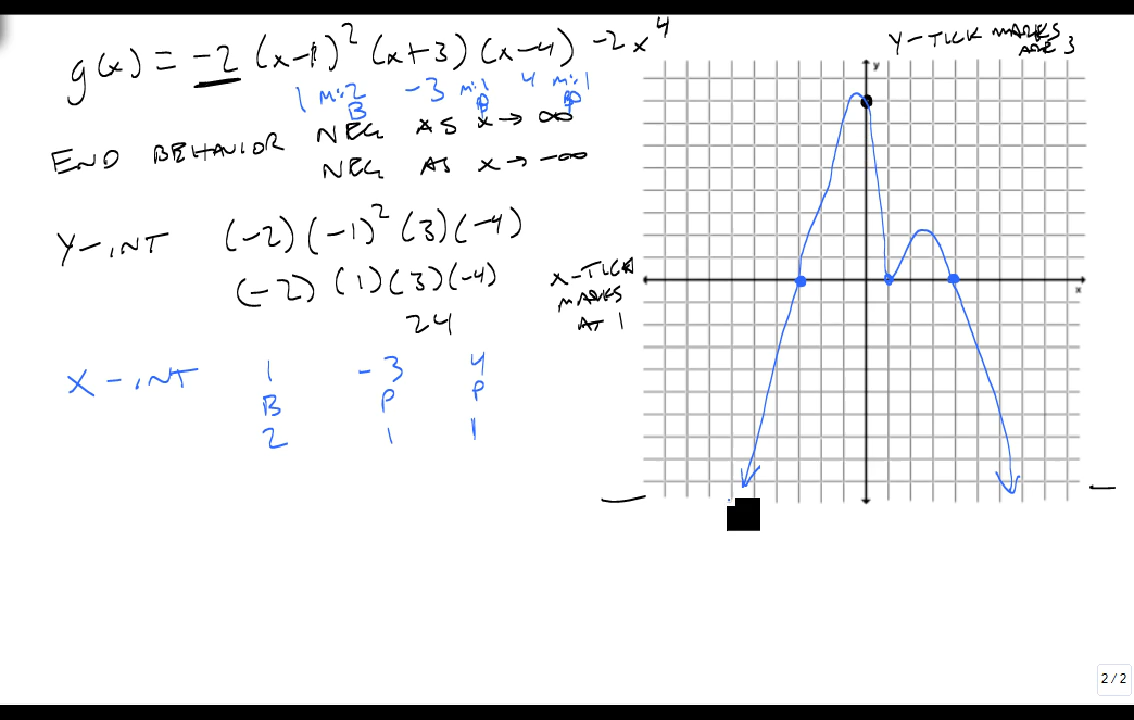 g(x) = -2 (x-1)² (x+3) (x-4) -2x⁴
1 m:2 -3 m:1 4 m:1
B P P
END BEHAVIOR NEG AS x → ∞
NEG AS x → -∞
Y-INT (-2)(-1)²(3)(-4)
(-2)(1)(3)(-4)
24
X-INT 1 -3 4
B P P
2 1 1
Y-TICK MARKS
ARE 3
y
X-TICK
MARKS
AT 1
x
2/2